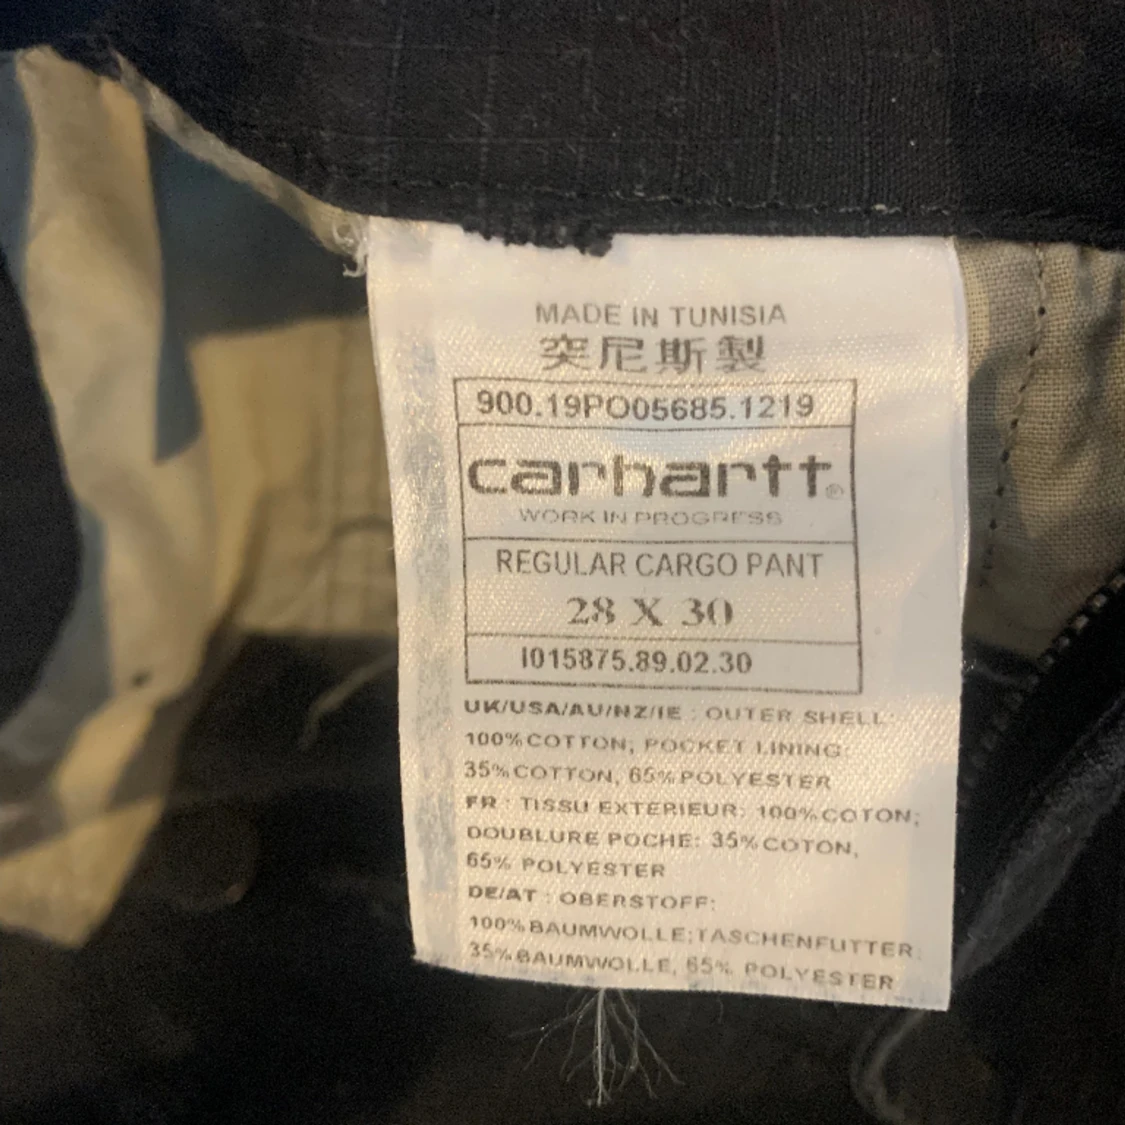 MADE IN TUNISIA
突尼斯製
900.19PO05685.1219
carhartt®
WORK IN PROGRESS
REGULAR CARGO PANT
28 X 30
I015875.89.02.30
UK/USA/AU/NZ/IE : OUTER SHELL:
100%COTTON; POCKET LINING:
35%COTTON, 65%POLYESTER
FR : TISSU EXTERIEUR: 100%COTON;
DOUBLURE POCHE: 35%COTON,
65% POLYESTER
DE/AT : OBERSTOFF:
100%BAUMWOLLE;TASCHENFUTTER:
35%BAUMWOLLE, 65% POLYESTER